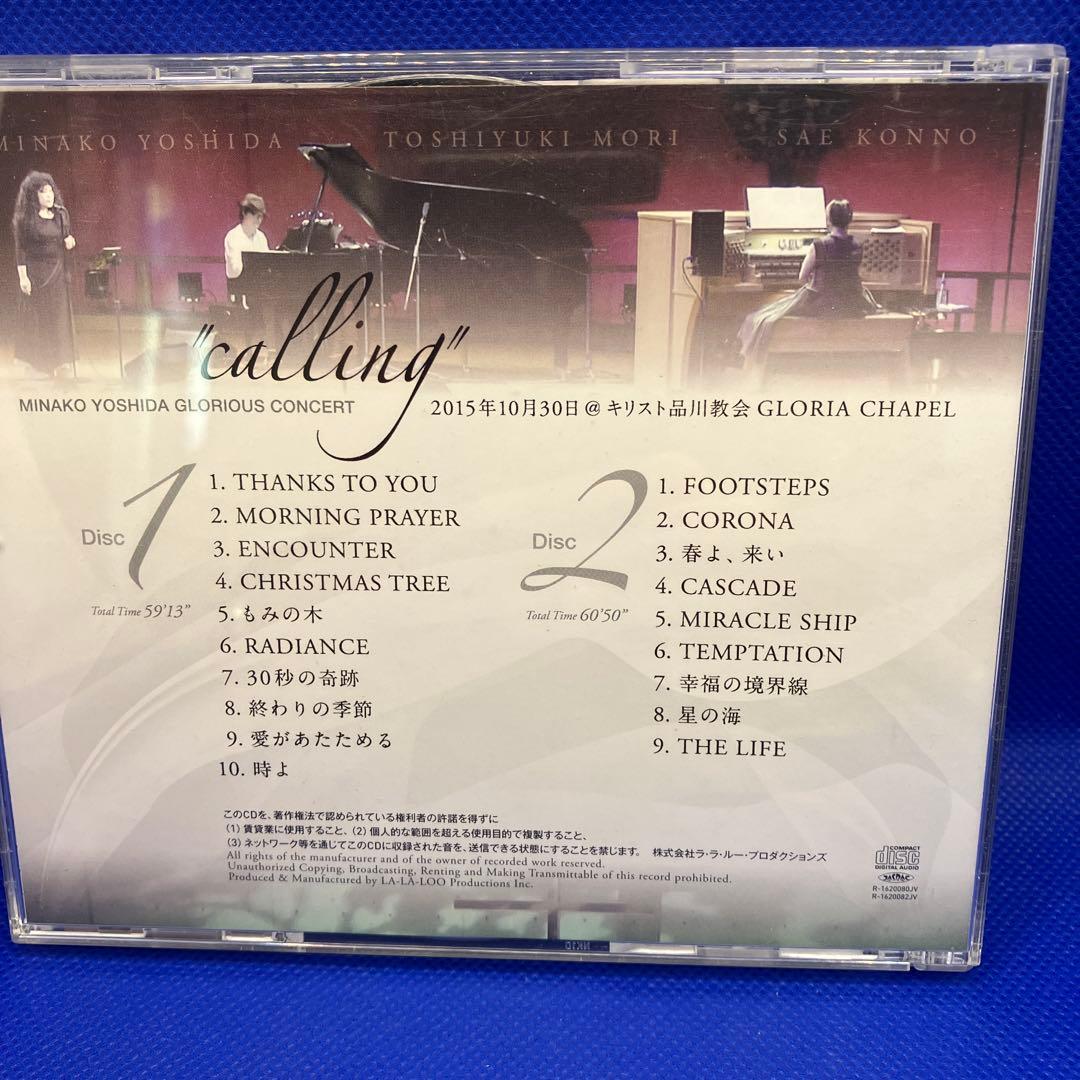 MINAKO YOSHIDA TOSHIYUKI MORI SAE KONNO
"calling"
MINAKO YOSHIDA GLORIOUS CONCERT 2015年10月30日@キリスト品川教会 GLORIA CHAPEL
Disc 1
Total Time 59'13"
1. THANKS TO YOU
2. MORNING PRAYER
3. ENCOUNTER
4. CHRISTMAS TREE
5. もみの木
6. RADIANCE
7. 30秒の奇跡
8. 終わりの季節
9. 愛があたためる
10. 時よ
Disc 2
Total Time 60'50"
1. FOOTSTEPS
2. CORONA
3. 春よ、来い
4. CASCADE
5. MIRACLE SHIP
6. TEMPTATION
7. 幸福の境界線
8. 星の海
9. THE LIFE
このCDを、著作権法で認められている権利者の許諾を得ずに
(1)賃貸業に使用すること、(2)個人的な範囲を超える使用目的で複製すること、
(3)ネットワーク等を通じてこのCDに収録された音を、送信できる状態にすることを禁じます。 株式会社ラ・ラ・ルー・プロダクションズ
All rights of the manufacturer and of the owner of recorded work reserved.
Unauthorized Copying, Broadcasting, Renting and Making Transmittable of this record prohibited.
Produced & Manufactured by LA-LA-LOO Productions Inc.
COMPACT
disc
DIGITAL AUDIO
JASRAC
R-1620080JV
R-1620082JV